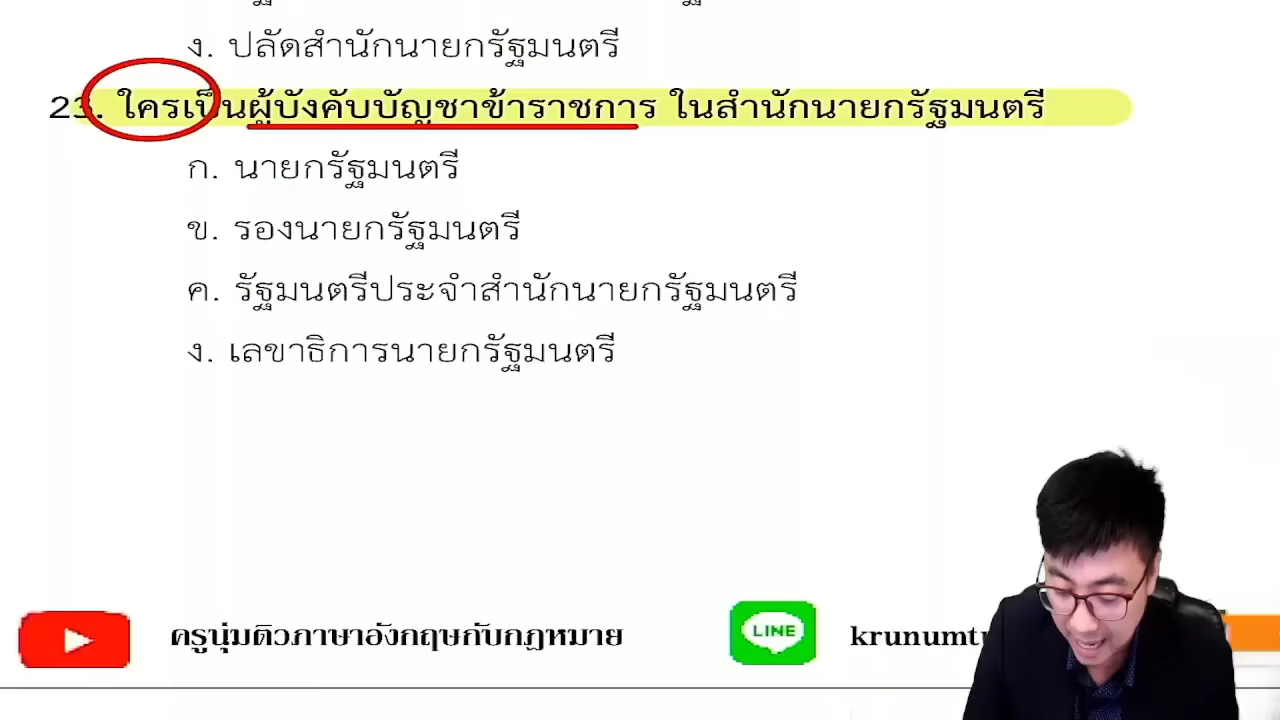 ง. ปลัดสำนักนายกรัฐมนตรี
23. ใครเป็นผู้บังคับบัญชาข้าราชการ ในสำนักนายกรัฐมนตรี
ก. นายกรัฐมนตรี
ข. รองนายกรัฐมนตรี
ค. รัฐมนตรีประจำสำนักนายกรัฐมนตรี
ง. เลขาธิการนายกรัฐมนตรี
ครูนุ่มติวภาษาอังกฤษกับกฎหมาย
LINE